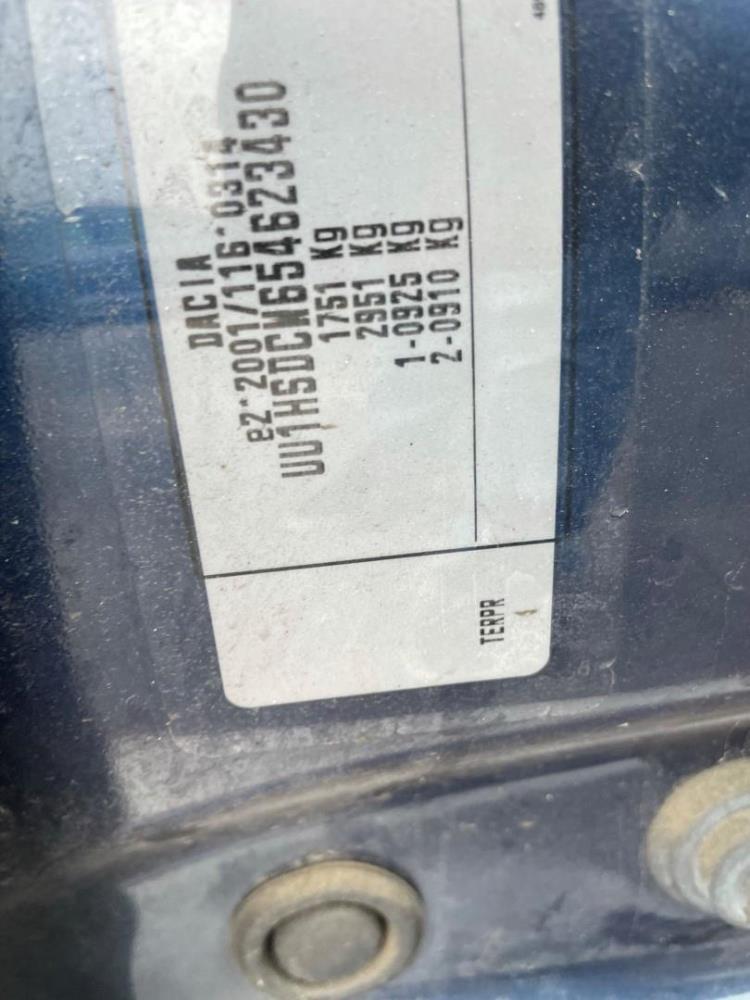 DACIA
e2*2001/116*0314
UU1HSDCW654623430
1751 Kg
2951 Kg
1-0925 Kg
2-0910 Kg
TERPR